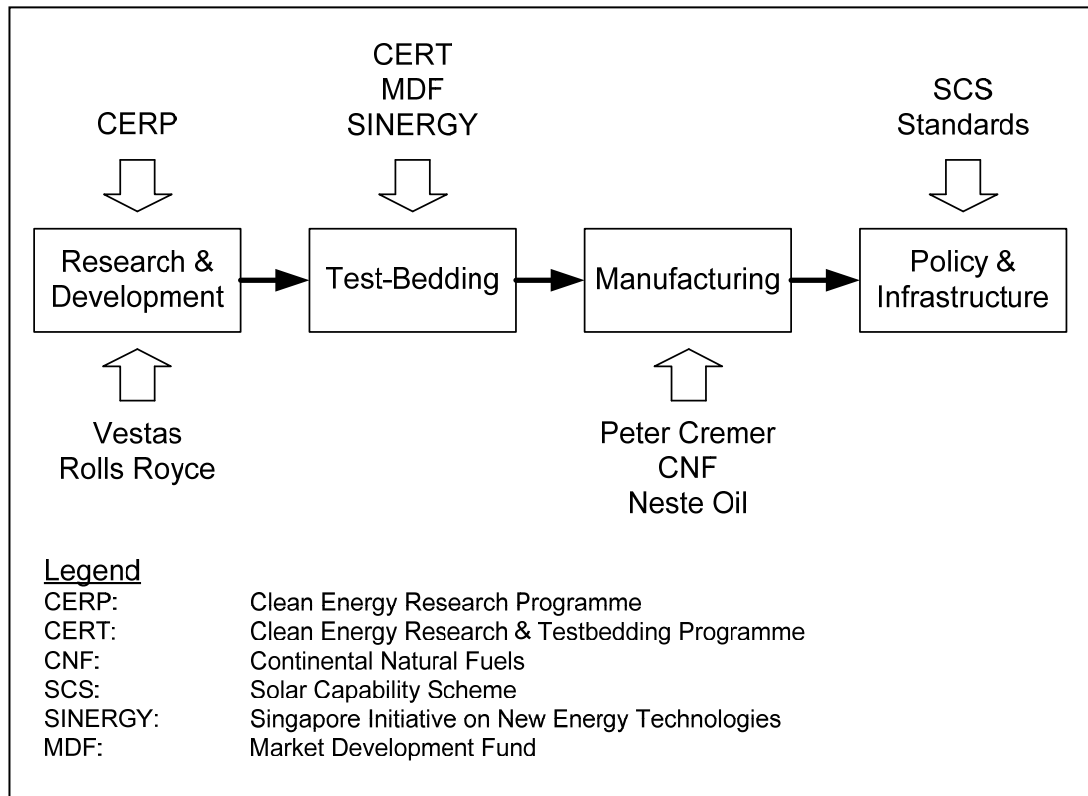 CERP
CERT
MDF
SINERGY
SCS
Standards
Research &
Development
Test-Bedding
Manufacturing
Policy &
Infrastructure
Vestas
Rolls Royce
Peter Cremer
CNF
Neste Oil
Legend
CERP: Clean Energy Research Programme
CERT: Clean Energy Research & Testbedding Programme
CNF: Continental Natural Fuels
SCS: Solar Capability Scheme
SINERGY: Singapore Initiative on New Energy Technologies
MDF: Market Development Fund